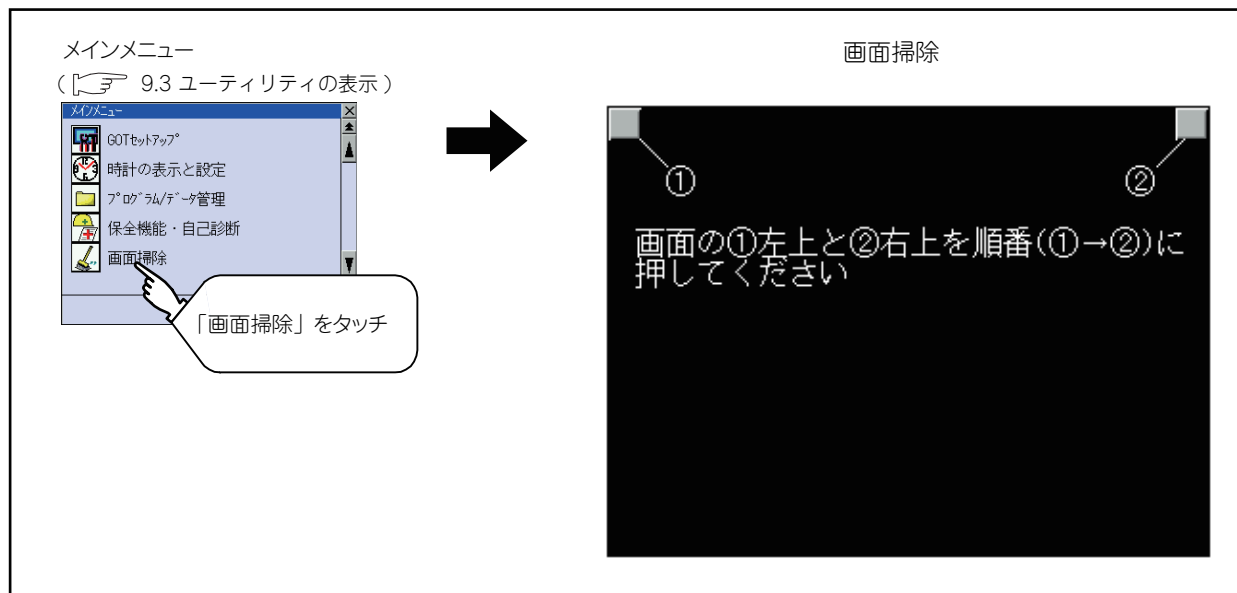 メインメニュー
( 9.3 ユーティリティの表示 )
メインメニュー
GOTセットアップ
時計の表示と設定
プログラム/データ管理
保全機能・自己診断
画面掃除
「画面掃除」をタッチ
画面掃除
①
②
画面の①左上と②右上を順番(①→②)に
押してください